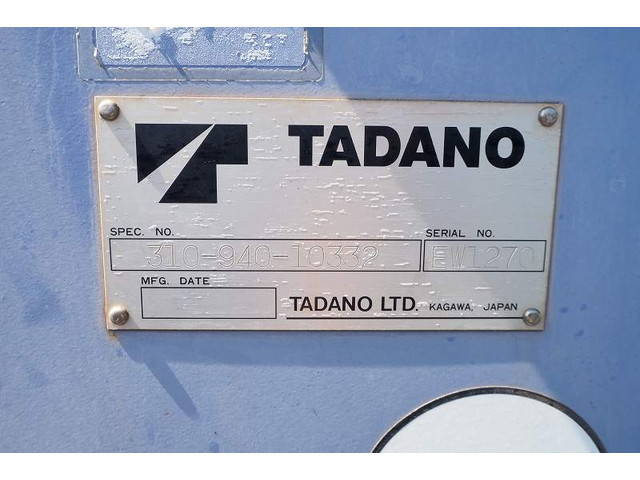 TADANO
SPEC. NO. SERIAL NO.
310-940-10332 EW1270
MFG. DATE
TADANO LTD. KAGAWA, JAPAN